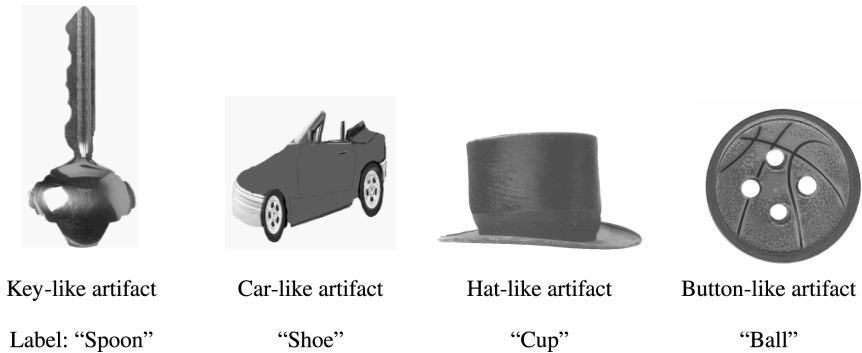 Key-like artifact
Car-like artifact
Hat-like artifact
Button-like artifact
Label: “Spoon”
“Shoe”
“Cup”
“Ball”